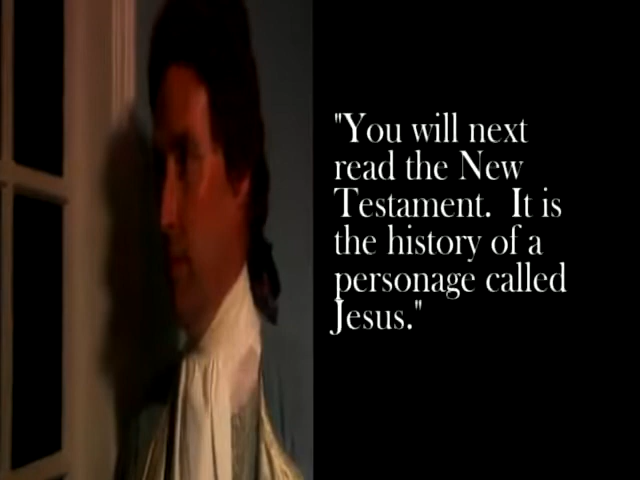 "You will next
read the New
Testament.  It is
the history of a
personage called
Jesus."